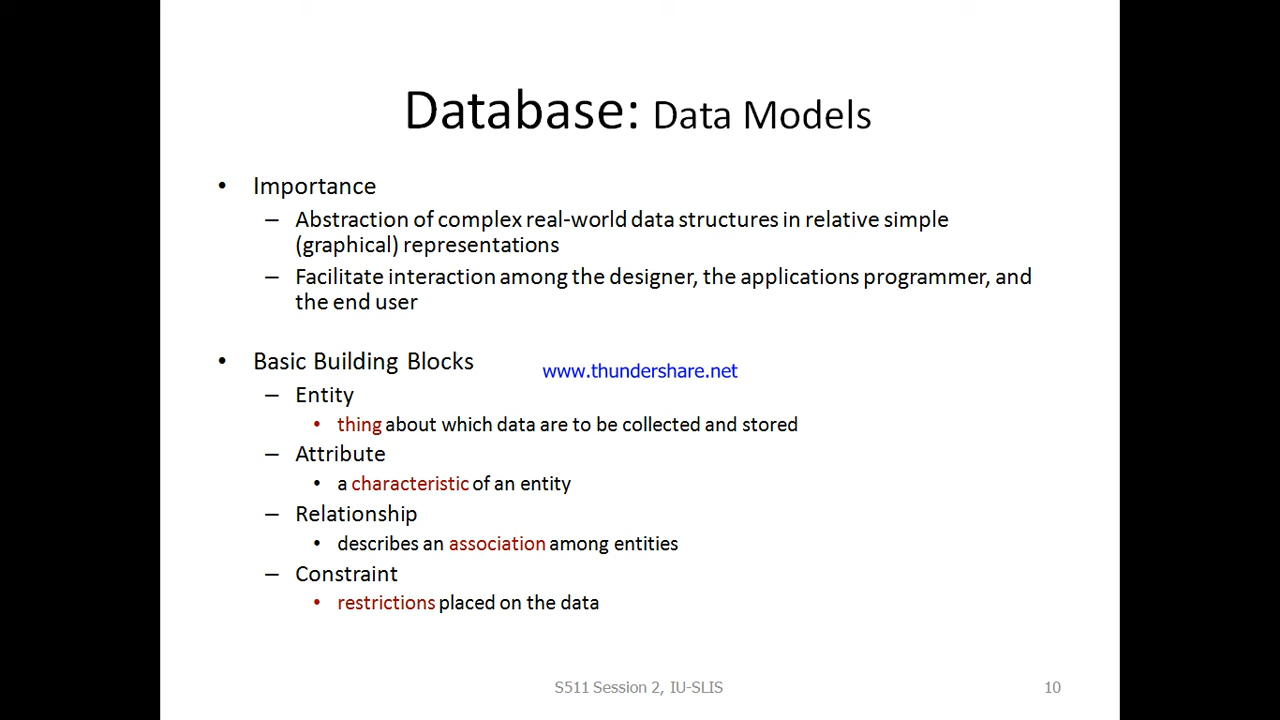 Database: Data Models
• Importance
– Abstraction of complex real-world data structures in relative simple
(graphical) representations
– Facilitate interaction among the designer, the applications programmer, and
the end user
• Basic Building Blocks
www.thundershare.net
– Entity
• thing about which data are to be collected and stored
– Attribute
• a characteristic of an entity
– Relationship
• describes an association among entities
– Constraint
• restrictions placed on the data
S511 Session 2, IU-SLIS
10